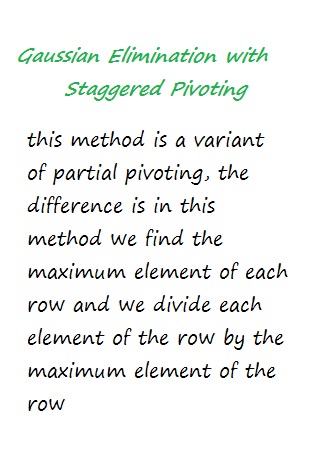 Gaussian Elimination with
Staggered Pivoting
this method is a variant
of partial pivoting, the
difference is in this
method we find the
maximum element of each
row and we divide each
element of the row by the
maximum element of the
row